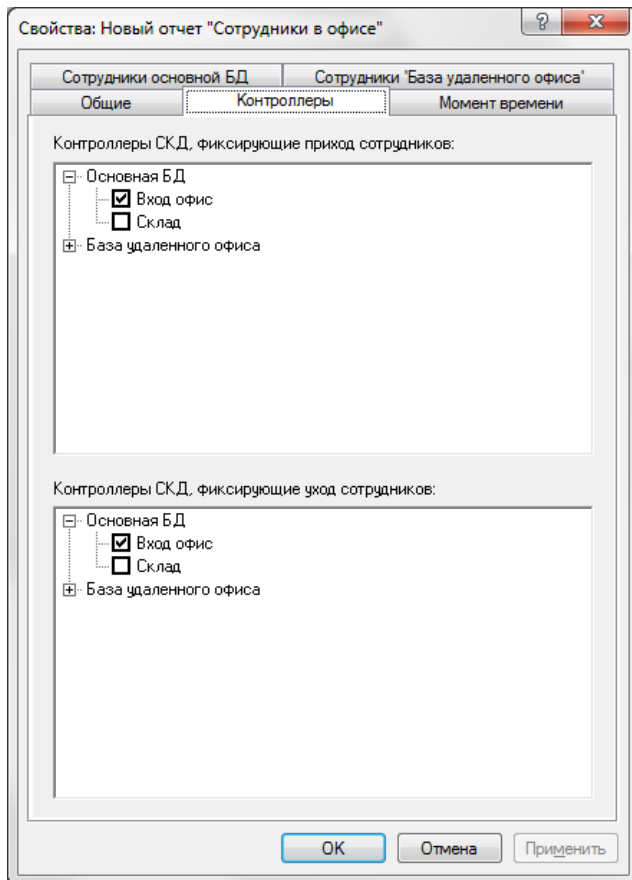 Свойства: Новый отчет "Сотрудники в офисе"
Сотрудники основной БД
Сотрудники 'База удаленного офиса'
Общие
Контроллеры
Момент времени
Контроллеры СКД, фиксирующие приход сотрудников:
Основная БД
Вход офис
Склад
База удаленного офиса
Контроллеры СКД, фиксирующие уход сотрудников:
Основная БД
Вход офис
Склад
База удаленного офиса
OK
Отмена
Применить